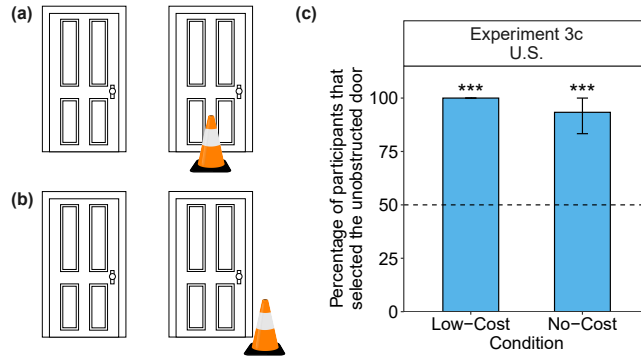 (a)
(b)
(c)
Experiment 3c
U.S.
Percentage of participants that
selected the unobstructed door
100
75
50
25
0
***
***
Low−Cost
No−Cost
Condition